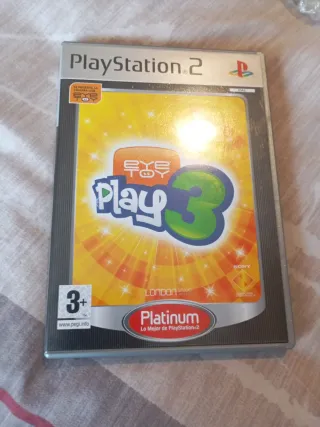 PlayStation®2
EYE
TOY
Play 3
LONDON
3+
www.pegi.info
Platinum
Lo Mejor de PlayStation®2